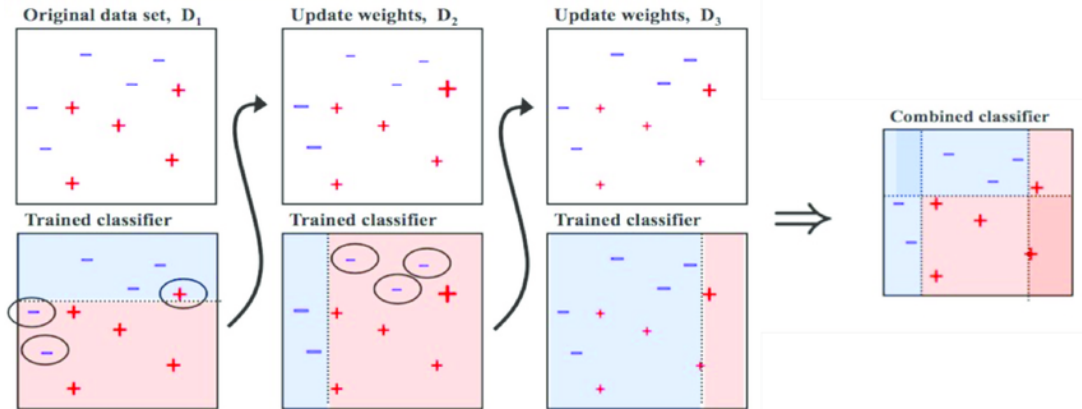 Original data set, D1
Update weights, D2
Update weights, D3
Combined classifier
Trained classifier
Trained classifier
Trained classifier